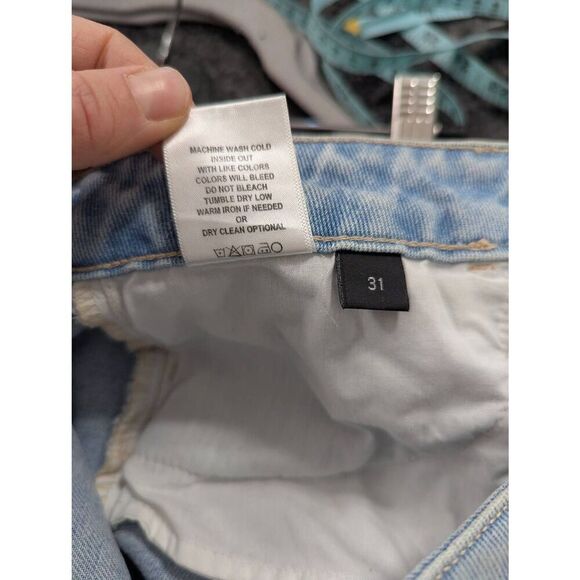 MACHINE WASH COLD
INSIDE OUT
WITH LIKE COLORS
COLORS WILL BLEED
DO NOT BLEACH
TUMBLE DRY LOW
WARM IRON IF NEEDED
OR
DRY CLEAN OPTIONAL
31